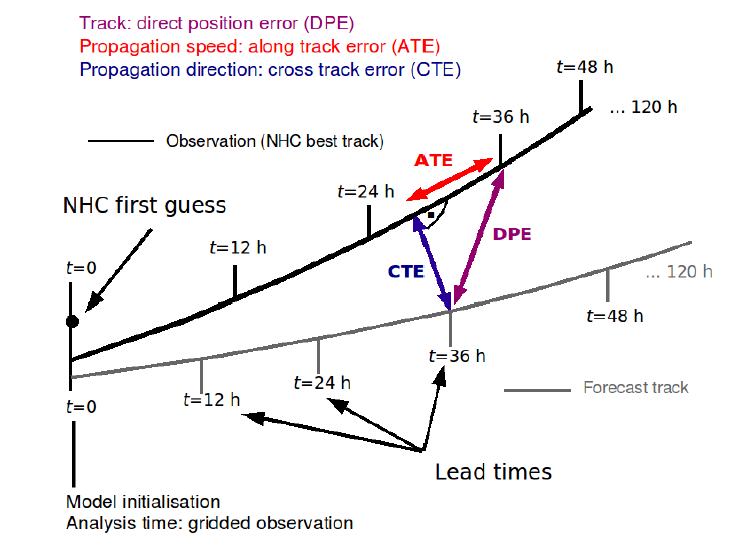 Track: direct position error (DPE)
Propagation speed: along track error (ATE)
Propagation direction: cross track error (CTE)
t=48 h
... 120 h
t=36 h
Observation (NHC best track)
ATE
t=24 h
NHC first guess
DPE
t=12 h
CTE
t=0
... 120 h
t=48 h
t=36 h
t=24 h
Forecast track
t=12 h
t=0
Lead times
Model initialisation
Analysis time: gridded observation